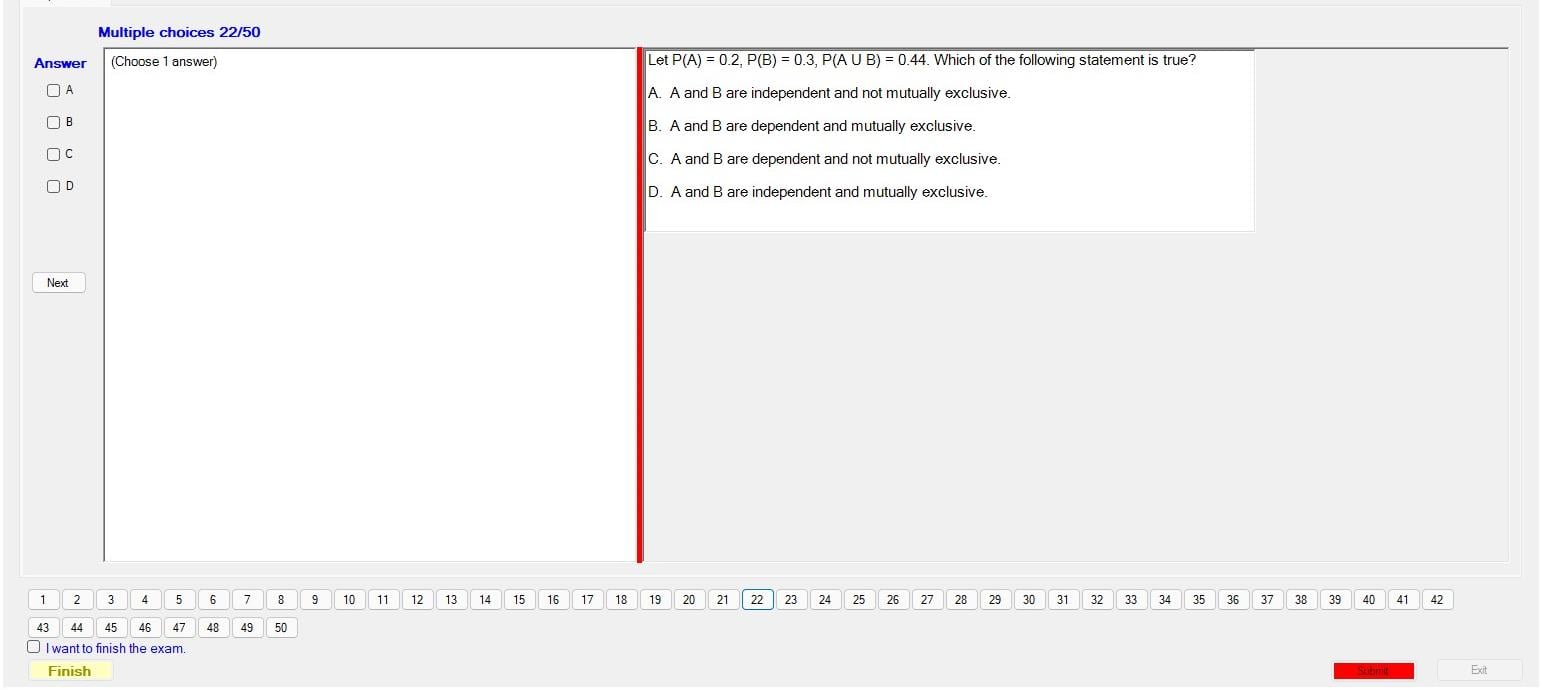 Multiple choices 22/50
Answer
(Choose 1 answer)
A
B
C
D
Next
Let P(A) = 0.2, P(B) = 0.3, P(A U B) = 0.44. Which of the following statement is true?
A. A and B are independent and not mutually exclusive.
B. A and B are dependent and mutually exclusive.
C. A and B are dependent and not mutually exclusive.
D. A and B are independent and mutually exclusive.
1 2 3 4 5 6 7 8 9 10 11 12 13 14 15 16 17 18 19 20 21 22 23 24 25 26 27 28 29 30 31 32 33 34 35 36 37 38 39 40 41 42
43 44 45 46 47 48 49 50
I want to finish the exam.
Finish
Submit
Exit